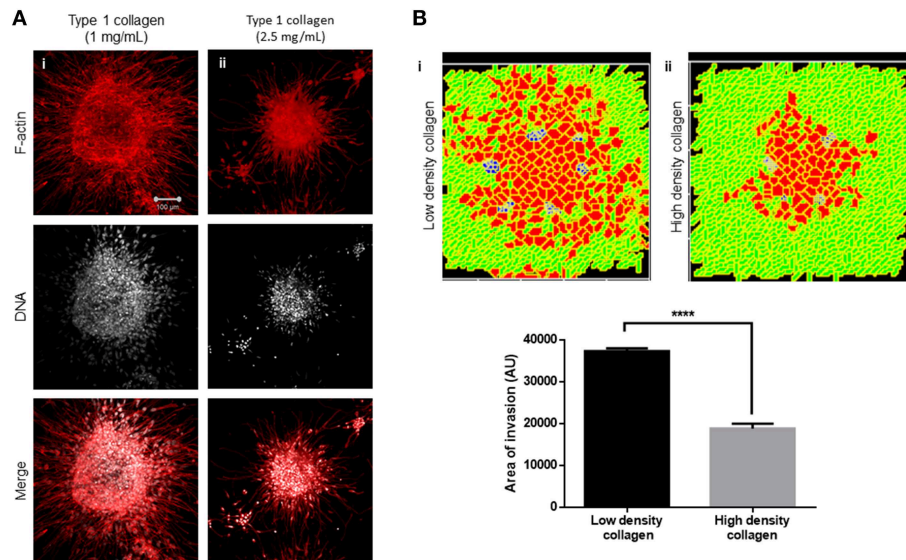 A
Type 1 collagen
(1 mg/mL)
Type 1 collagen
(2.5 mg/mL)
i
ii
F-actin
100 µm
DNA
Merge
B
i
ii
Low density collagen
High density collagen
****
Area of invasion (AU)
40000
30000
20000
10000
0
Low density
collagen
High density
collagen